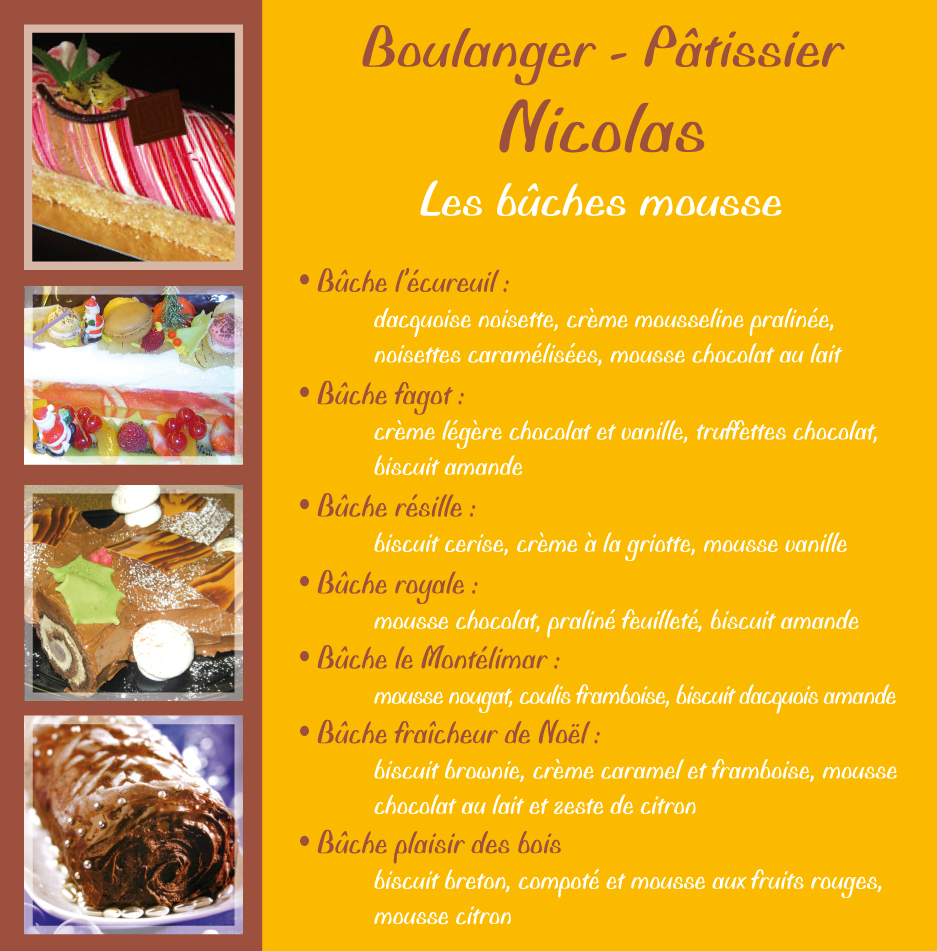 Boulanger - Pâtissier
Nicolas
Les bûches mousse
• Bûche l'écureuil :
dacquoise noisette, crème mousseline pralinée,
noisettes caramélisées, mousse chocolat au lait
• Bûche fagot :
crème légère chocolat et vanille, truffettes chocolat,
biscuit amande
• Bûche résille :
biscuit cerise, crème à la griotte, mousse vanille
• Bûche royale :
mousse chocolat, praliné feuilleté, biscuit amande
• Bûche le Montélimar :
mousse nougat, coulis framboise, biscuit dacquois amande
• Bûche fraîcheur de Noël :
biscuit brownie, crème caramel et framboise, mousse
chocolat au lait et zeste de citron
• Bûche plaisir des bois
biscuit breton, compoté et mousse aux fruits rouges,
mousse citron